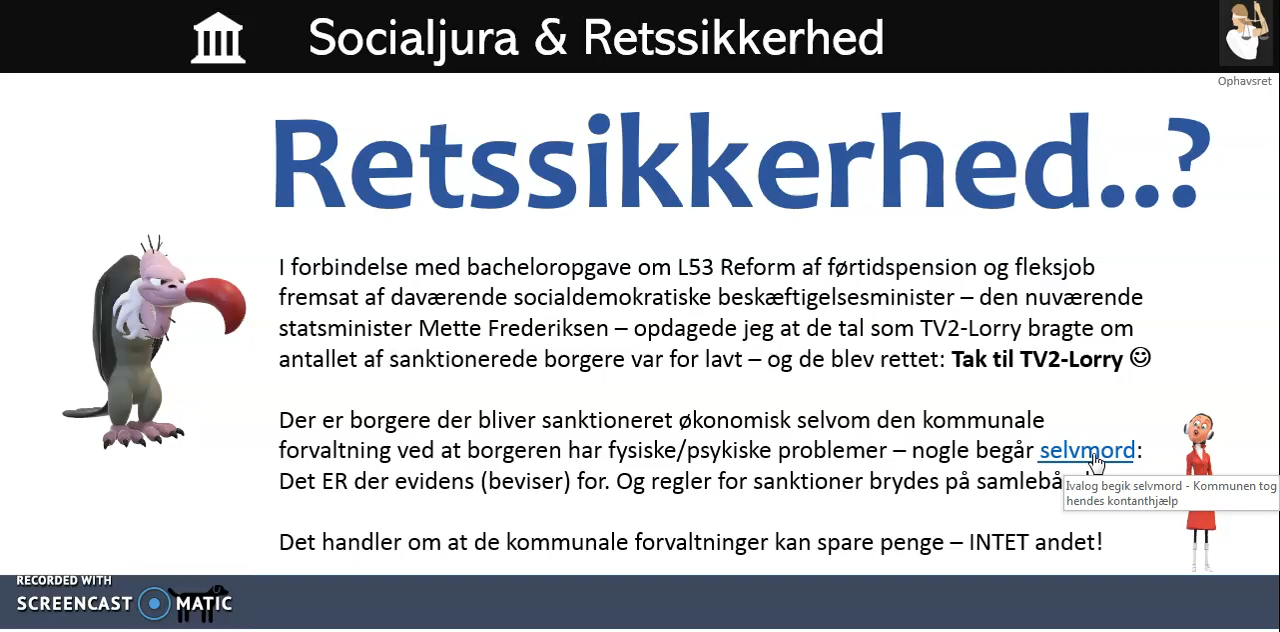 Socialjura & Retssikkerhed
Ophavsret
Retssikkerhed..?
I forbindelse med bacheloropgave om L53 Reform af førtidspension og fleksjob
fremsat af daværende socialdemokratiske beskæftigelsesminister – den nuværende
statsminister Mette Frederiksen – opdagede jeg at de tal som TV2-Lorry bragte om
antallet af sanktionerede borgere var for lavt – og de blev rettet: Tak til TV2-Lorry ☺
Der er borgere der bliver sanktioneret økonomisk selvom den kommunale
forvaltning ved at borgeren har fysiske/psykiske problemer – nogle begår selvmord:
Det ER der evidens (beviser) for. Og regler for sanktioner brydes på
Ivalog begik selvmord - Kommunen tog
hendes kontanthjælp
Det handler om at de kommunale forvaltninger kan spare penge – INTET andet!
RECORDED WITH
SCREENCAST MATIC